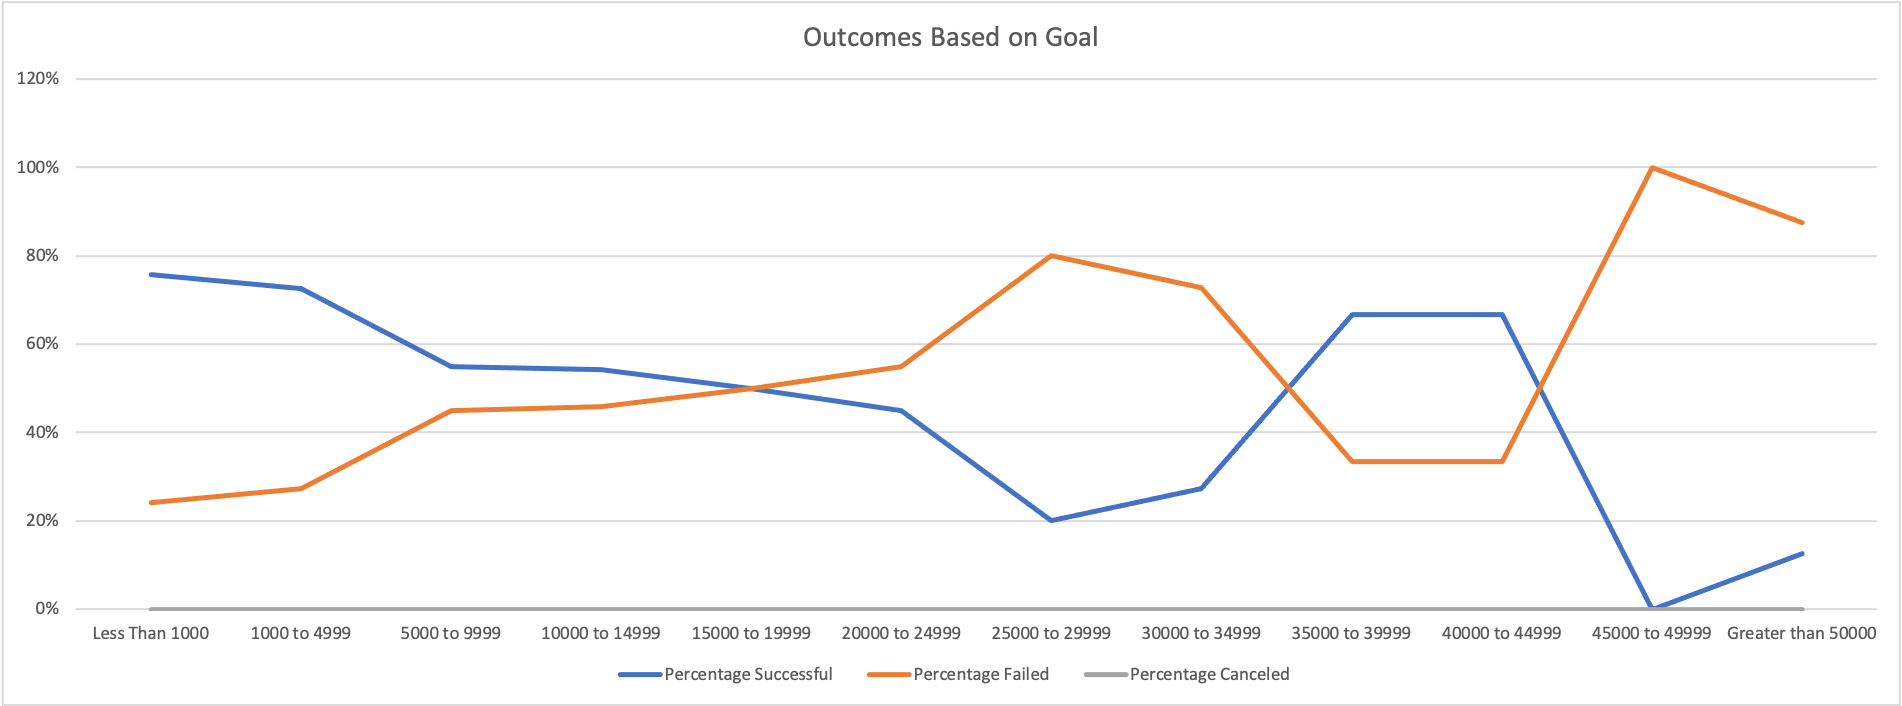 Outcomes Based on Goal
120%
100%
80%
60%
40%
20%
0%
Less Than 1000 1000 to 4999 5000 to 9999 10000 to 14999 15000 to 19999 20000 to 24999 25000 to 29999 30000 to 34999 35000 to 39999 40000 to 44999 45000 to 49999 Greater than 50000
Percentage Successful Percentage Failed Percentage Canceled